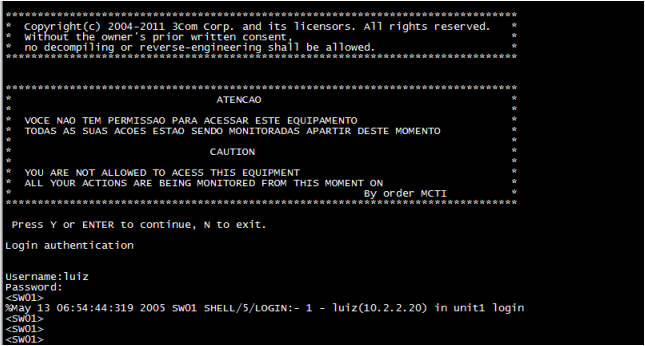 *******************************************************************************
*  Copyright(c) 2004-2011 3Com Corp. and its licensors. All rights reserved.  *
*  Without the owner's prior written consent,  *
*  no decompiling or reverse-engineering shall be allowed.  *
*******************************************************************************
*******************************************************************************
*  ATENCAO  *
*  *
*  VOCE NAO TEM PERMISSAO PARA ACESSAR ESTE EQUIPAMENTO  *
*  TODAS AS SUAS ACOES ESTAO SENDO MONITORADAS APARTIR DESTE MOMENTO  *
*  *
*  CAUTION  *
*  *
*  YOU ARE NOT ALLOWED TO ACESS THIS EQUIPMENT  *
*  ALL YOUR ACTIONS ARE BEING MONITORED FROM THIS MOMENT ON  *
*  By order MCTI  *
*******************************************************************************
Press Y or ENTER to continue, N to exit.
Login authentication
Username:luiz
Password:
<SW01>
%May 13 06:54:44:319 2005 SW01 SHELL/5/LOGIN:- 1 - luiz(10.2.2.20) in unit1 login
<SW01>
<SW01>
<SW01>